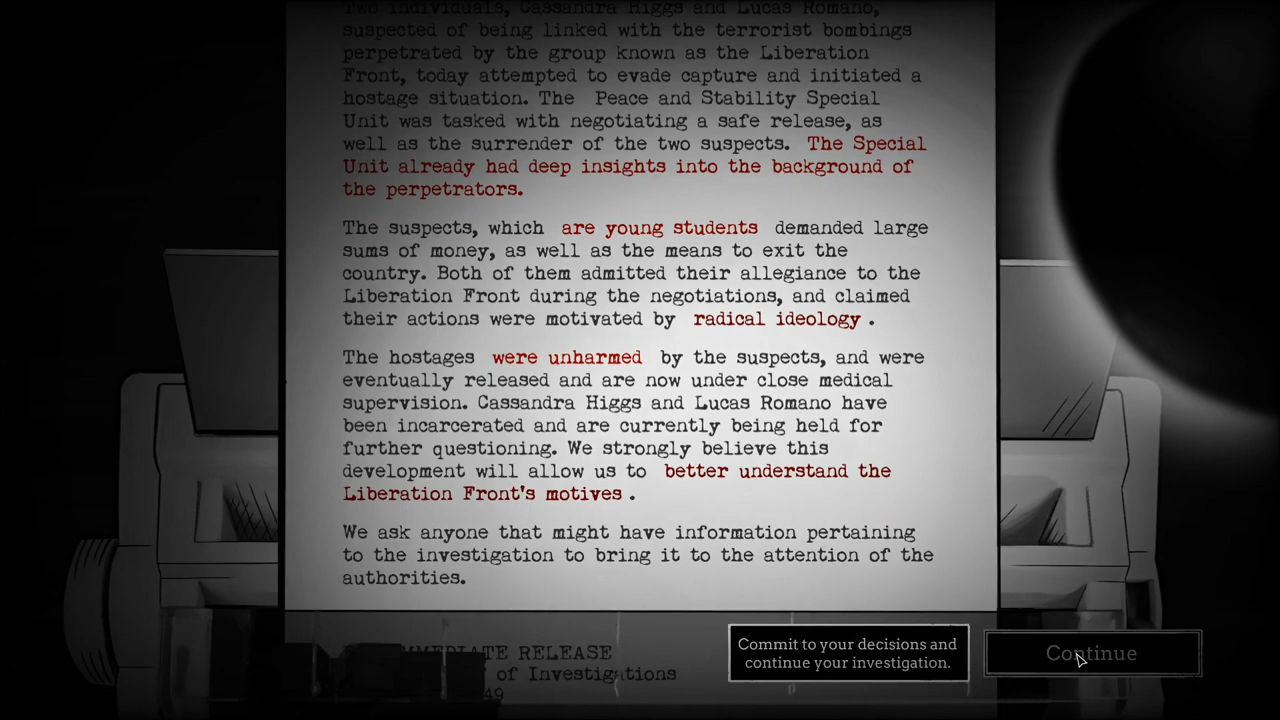 Two individuals, Cassandra Higgs and Lucas Romano,
suspected of being linked with the terrorist bombings
perpetrated by the group known as the Liberation
Front, today attempted to evade capture and initiated a
hostage situation. The Peace and Stability Special
Unit was tasked with negotiating a safe release, as
well as the surrender of the two suspects. The Special
Unit already had deep insights into the background of
the perpetrators.
The suspects, which are young students demanded large
sums of money, as well as the means to exit the
country. Both of them admitted their allegiance to the
Liberation Front during the negotiations, and claimed
their actions were motivated by radical ideology .
The hostages were unharmed by the suspects, and were
eventually released and are now under close medical
supervision. Cassandra Higgs and Lucas Romano have
been incarcerated and are currently being held for
further questioning. We strongly believe this
development will allow us to better understand the
Liberation Front's motives .
We ask anyone that might have information pertaining
to the investigation to bring it to the attention of the
authorities.
RELEASE
of Investigations
49
Commit to your decisions and
continue your investigation.
Continue